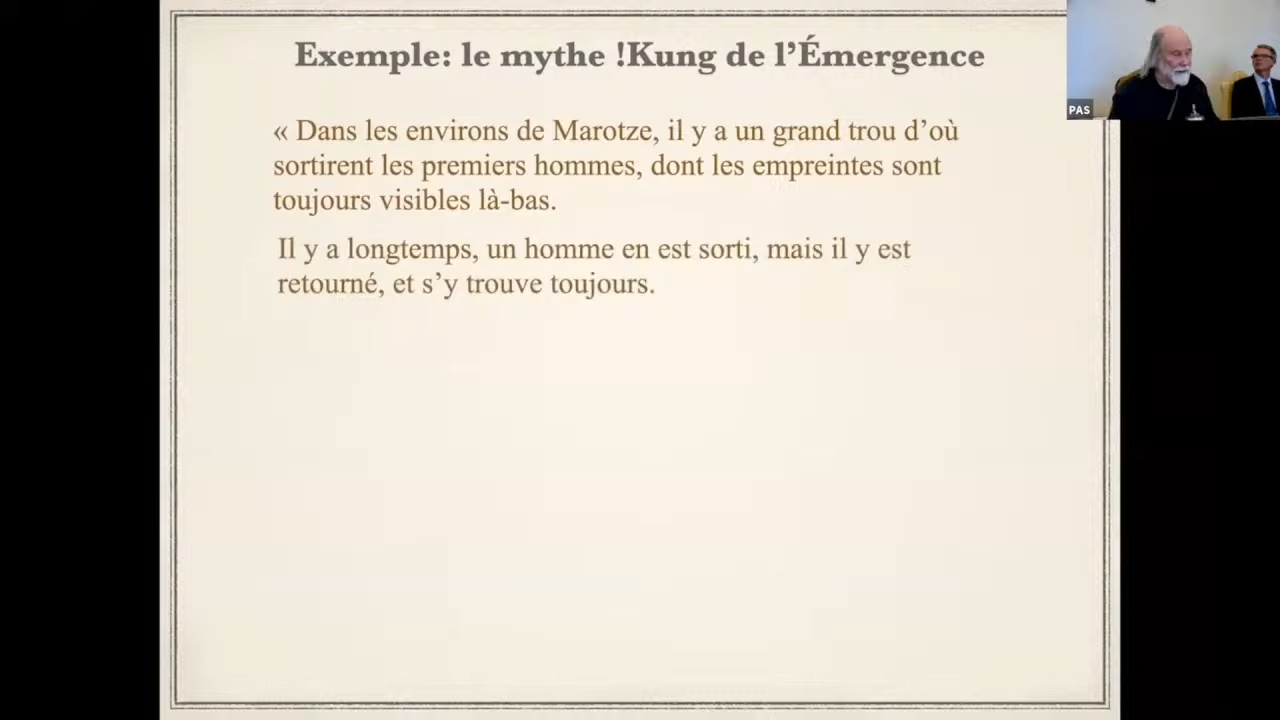 Exemple: le mythe !Kung de l’Émergence
« Dans les environs de Marotze, il y a un grand trou d’où
sortirent les premiers hommes, dont les empreintes sont
toujours visibles là-bas.
Il y a longtemps, un homme en est sorti, mais il y est
retourné, et s’y trouve toujours.
PAS